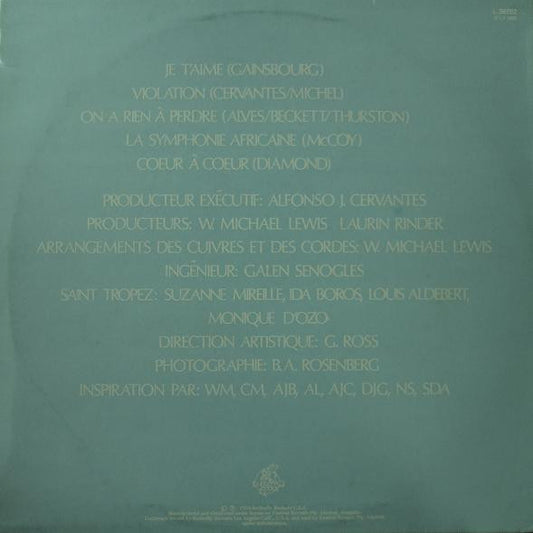 L 36762
JE T'AIME (GAINSBOURG)
VIOLATION (CERVANTES/MICHEL)
ON A RIEN À PERDRE (ALVES/BECKETT/THURSTON)
LA SYMPHONIE AFRICAINE (McCOY)
COEUR À COEUR (DIAMOND)
PRODUCTEUR EXÉCUTIF: ALFONSO J. CERVANTES
PRODUCTEURS: W. MICHAEL LEWIS LAURIN RINDER
ARRANGEMENTS DES CUIVRES ET DES CORDES: W. MICHAEL LEWIS
INGÉNIEUR: GALEN SENOGLES
SAINT TROPEZ: SUZANNE MIREILLE, IDA BOROS, LOUIS ALDEBERT,
MONIQUE D'OZO
DIRECTION ARTISTIQUE: G. ROSS
PHOTOGRAPHIE: B.A. ROSENBERG
INSPIRATION PAR: WM, CM, AJB, AL, AJC, DJG, NS, SDA